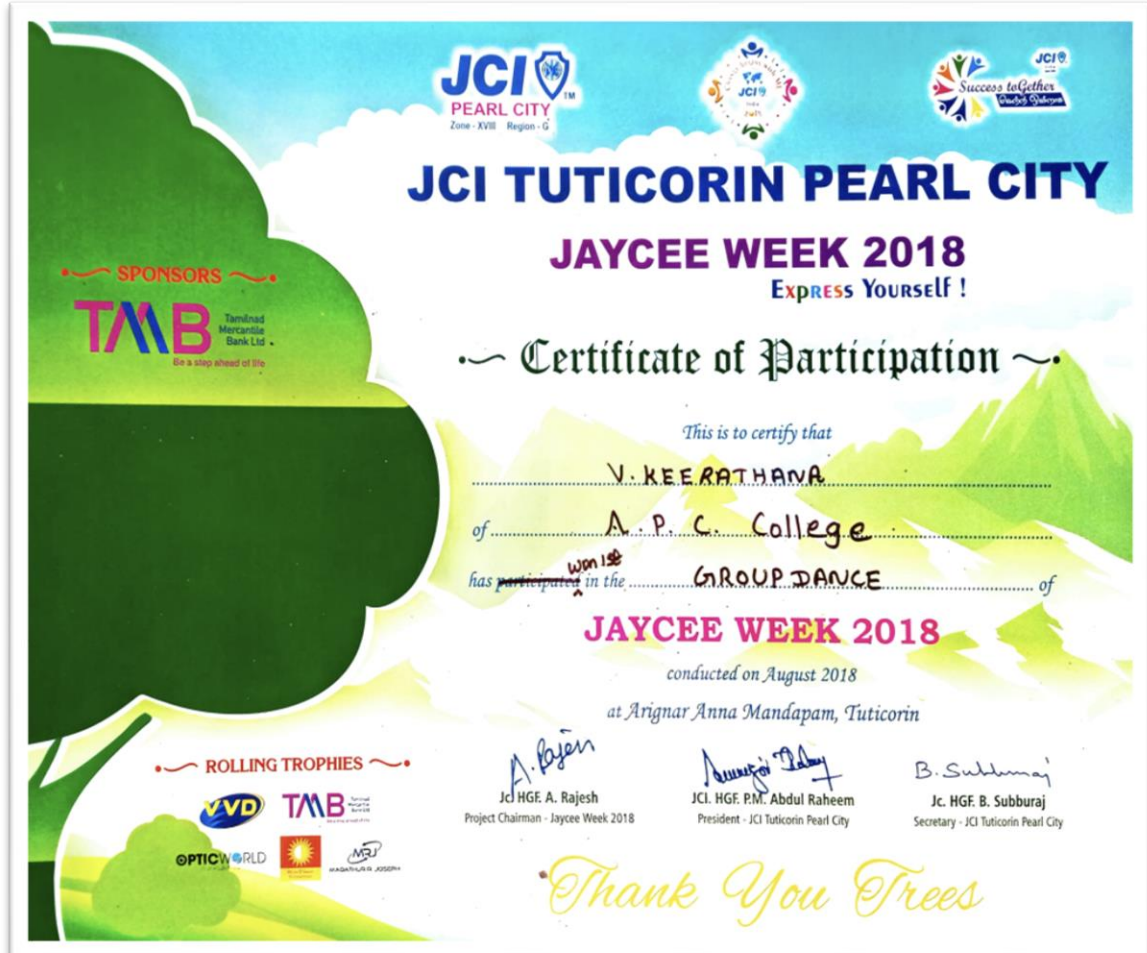 JCI
PEARL CITY
Zone - XVIII Region - G
JCI
JCI
Success toGether
JCI TUTICORIN PEARL CITY
JAYCEE WEEK 2018
Express Yourself !
SPONSORS
TMB
Tamilnad
Mercantile
Bank Ltd
Be a step ahead of life
Certificate of Participation
This is to certify that
V. KEERATHANA
of A. P. C. College
has participated won 1st in the GROUP DANCE of
JAYCEE WEEK 2018
conducted on August 2018
at Arignar Anna Mandapam, Tuticorin
A. Rajesh
Jc. HGF. A. Rajesh
Project Chairman - Jaycee Week 2018
JCI. HGF. P.M. Abdul Raheem
President - JCI Tuticorin Pearl City
B. Subburaj
Jc. HGF. B. Subburaj
Secretary - JCI Tuticorin Pearl City
ROLLING TROPHIES
VVD
TMB
OPTICWORLD
MRJ
Thank You Trees